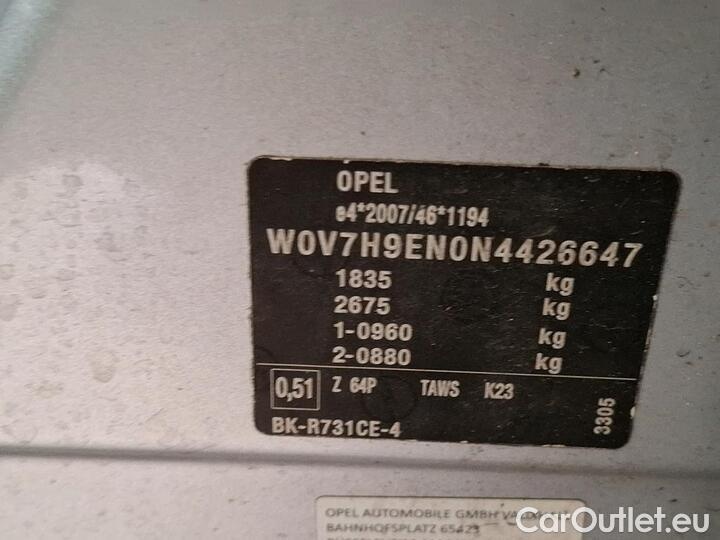 OPEL
e4*2007/46*1194
W0V7H9EN0N4426647
1835 kg
2675 kg
1-0960 kg
2-0880 kg
0,51 Z 64P TAWS K23
BK-R731CE-4
3305
OPEL AUTOMOBILE GMBH
BAHNHOFSPLATZ 65423
CarOutlet.eu